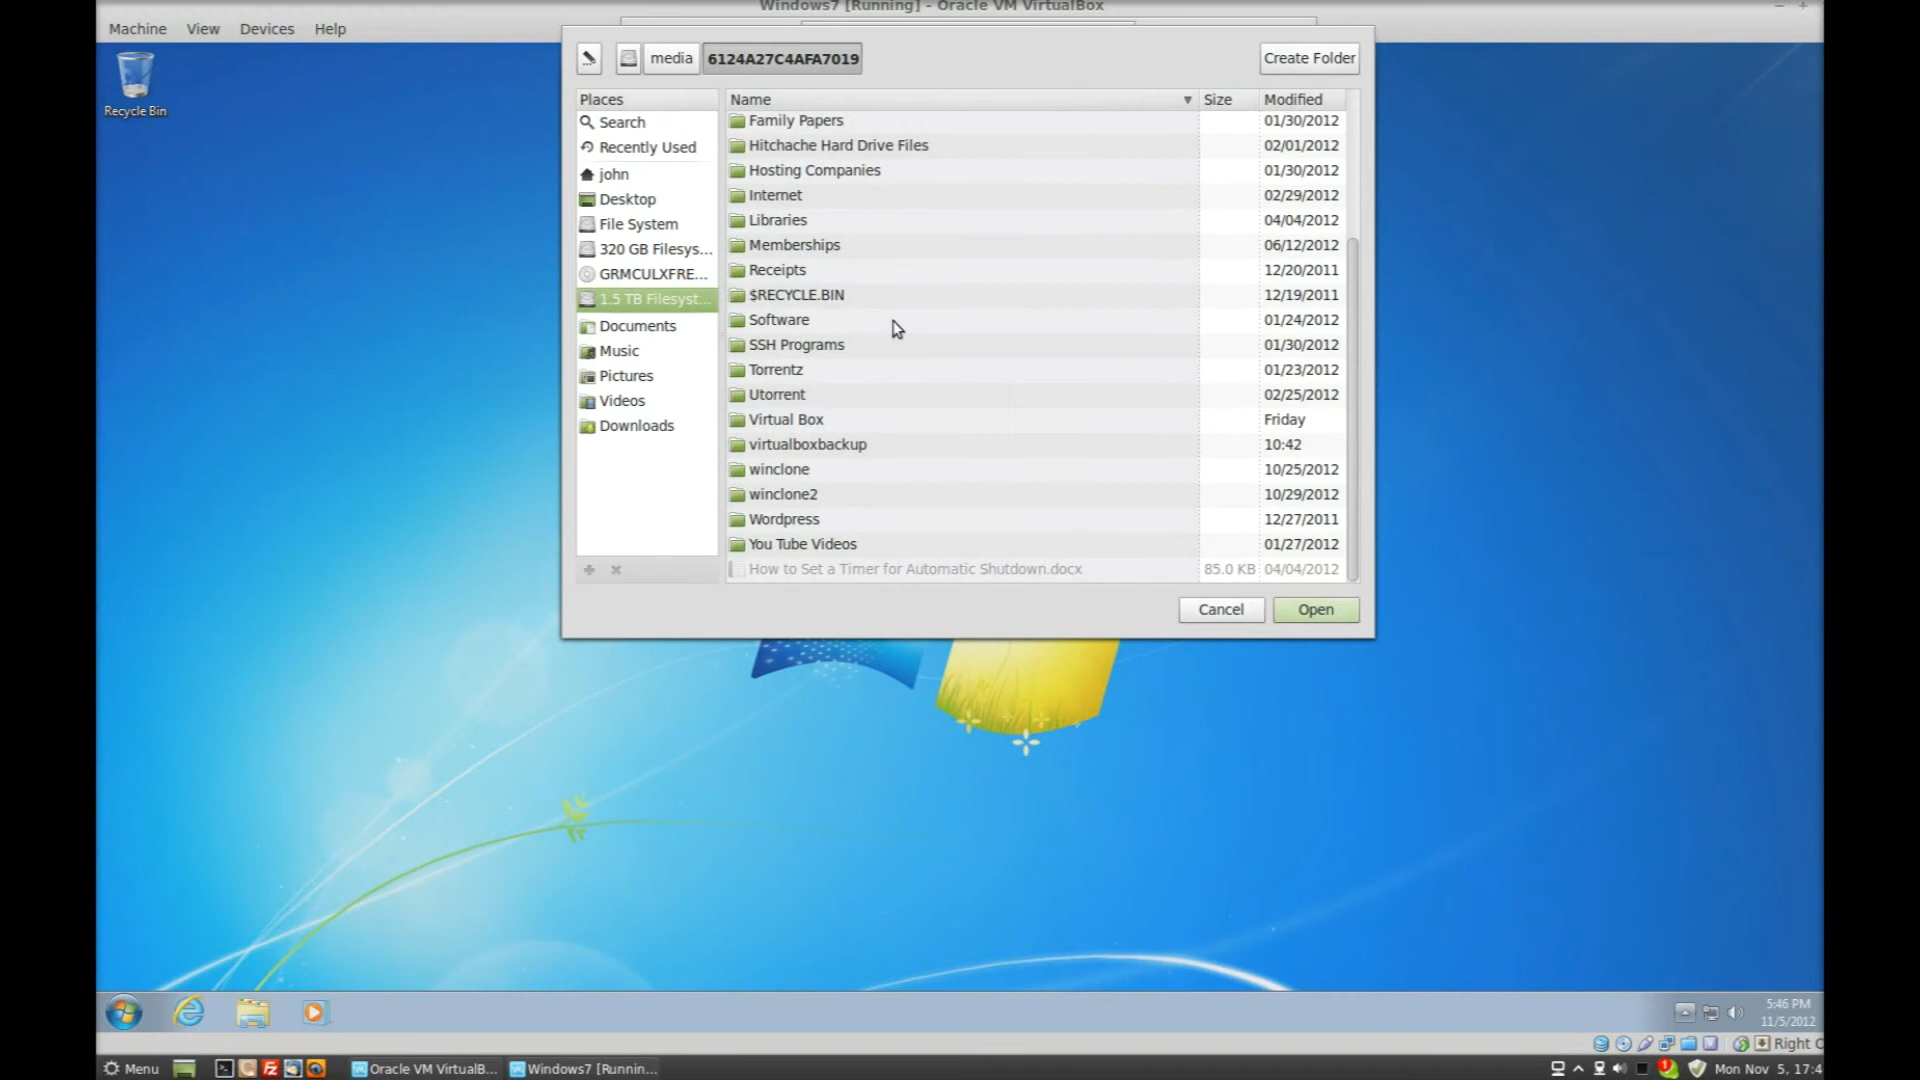 Windows7 [Running] - Oracle VM VirtualBox
Machine View Devices Help
media 6124A27C4AFA7019 Create Folder
Places Name Size Modified
Search
Recently Used
john
Desktop
File System
320 GB Filesys...
GRMCULXFRE...
1.5 TB Filesyst...
Documents
Music
Pictures
Videos
Downloads
Family Papers 01/30/2012
Hitchache Hard Drive Files 02/01/2012
Hosting Companies 01/30/2012
Internet 02/29/2012
Libraries 04/04/2012
Memberships 06/12/2012
Receipts 12/20/2011
$RECYCLE.BIN 12/19/2011
Software 01/24/2012
SSH Programs 01/30/2012
Torrentz 01/23/2012
Utorrent 02/25/2012
Virtual Box Friday
virtualboxbackup 10:42
winclone 10/25/2012
winclone2 10/29/2012
Wordpress 12/27/2011
You Tube Videos 01/27/2012
How to Set a Timer for Automatic Shutdown.docx 85.0 KB 04/04/2012
Cancel Open
Recycle Bin
5:46 PM
11/5/2012
Right C
Menu Oracle VM VirtualB... Windows7 [Runnin... Mon Nov 5, 17:4